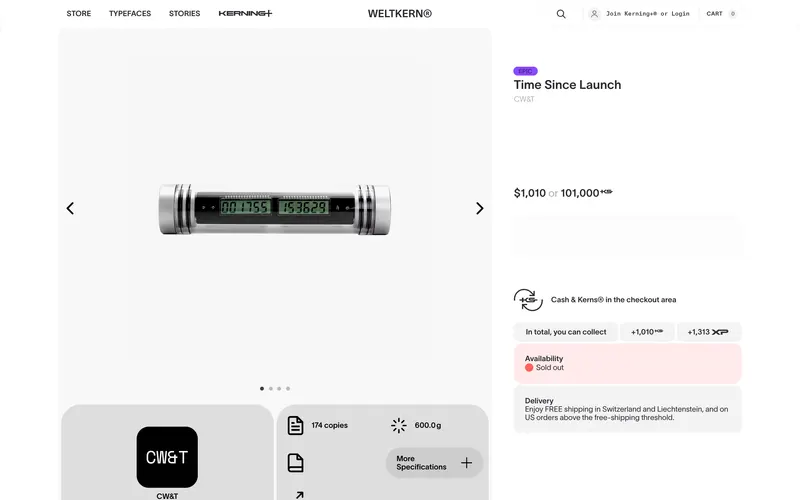 STORE TYPEFACES STORIES KERNING+ WELTKERN® Join Kerning+® or Login CART 0
EPIC
Time Since Launch
CW&T
001755 153629
$1,010 or 101,000 KS
Cash & Kerns® in the checkout area
In total, you can collect +1,010 KS +1,313 XP
Availability
Sold out
Delivery
Enjoy FREE shipping in Switzerland and Liechtenstein, and on
US orders above the free-shipping threshold.
CW&T
CW&T
174 copies 600.0 g
More
Specifications